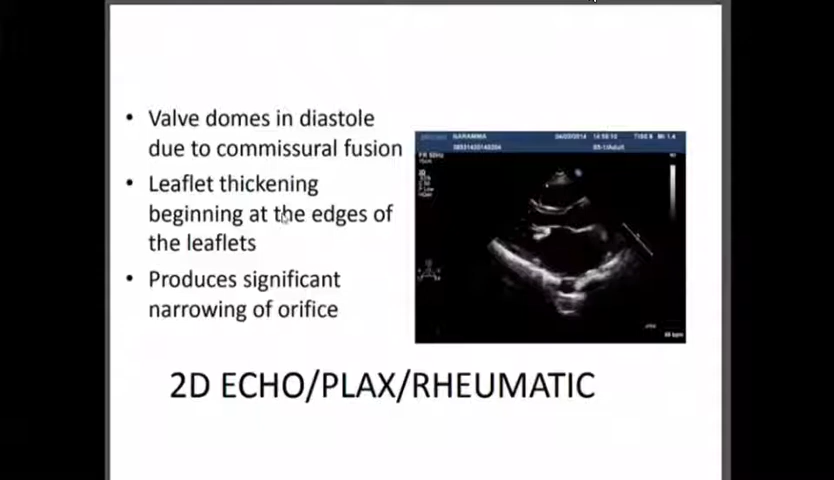 • Valve domes in diastole
due to commissural fusion
• Leaflet thickening
beginning at the edges of
the leaflets
• Produces significant
narrowing of orifice
2D ECHO/PLAX/RHEUMATIC